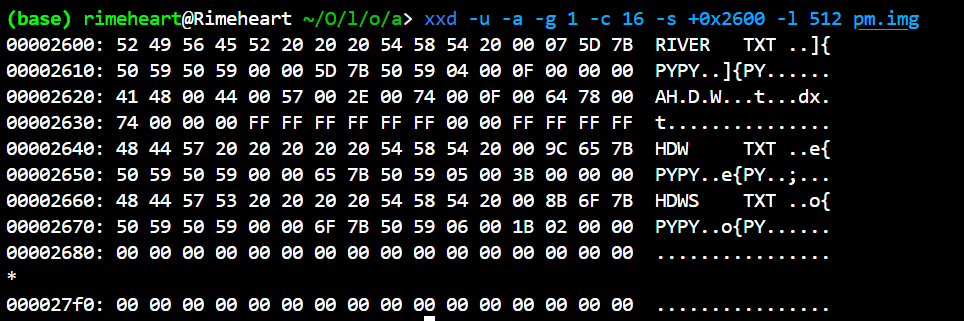 (base) rimeheart@Rimeheart ~/O/l/o/a> xxd -u -a -g 1 -c 16 -s +0x2600 -l 512 pm.img
00002600: 52 49 56 45 52 20 20 20 54 58 54 20 00 07 5D 7B  RIVER   TXT ..]{
00002610: 50 59 50 59 00 00 5D 7B 50 59 04 00 0F 00 00 00  PYPY..]{PY......
00002620: 41 48 00 44 00 57 00 2E 00 74 00 0F 00 64 78 00  AH.D.W...t...dx.
00002630: 74 00 00 00 FF FF FF FF FF FF 00 00 FF FF FF FF  t...............
00002640: 48 44 57 20 20 20 20 20 54 58 54 20 00 9C 65 7B  HDW     TXT ..e{
00002650: 50 59 50 59 00 00 65 7B 50 59 05 00 3B 00 00 00  PYPY..e{PY..;...
00002660: 48 44 57 53 20 20 20 20 54 58 54 20 00 8B 6F 7B  HDWS    TXT ..o{
00002670: 50 59 50 59 00 00 6F 7B 50 59 06 00 1B 02 00 00  PYPY..o{PY......
00002680: 00 00 00 00 00 00 00 00 00 00 00 00 00 00 00 00  ................
*
000027f0: 00 00 00 00 00 00 00 00 00 00 00 00 00 00 00 00  ................